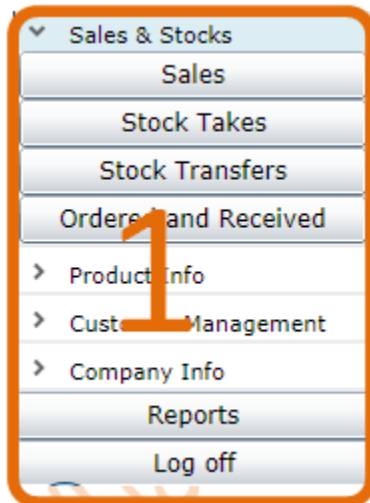 Sales & Stocks
Sales
Stock Takes
Stock Transfers
Ordered and Received
1
Product Info
Customer Management
Company Info
Reports
Log off